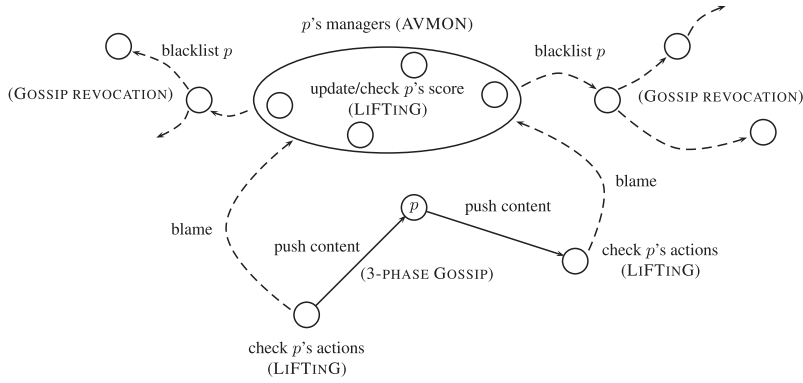 p's managers (AVMON)
blacklist p
blacklist p
(GOSSIP REVOCATION)
update/check p's score
(LIFTING)
(GOSSIP REVOCATION)
blame
blame
p
push content
push content
check p's actions
(LIFTING)
(3-PHASE GOSSIP)
check p's actions
(LIFTING)